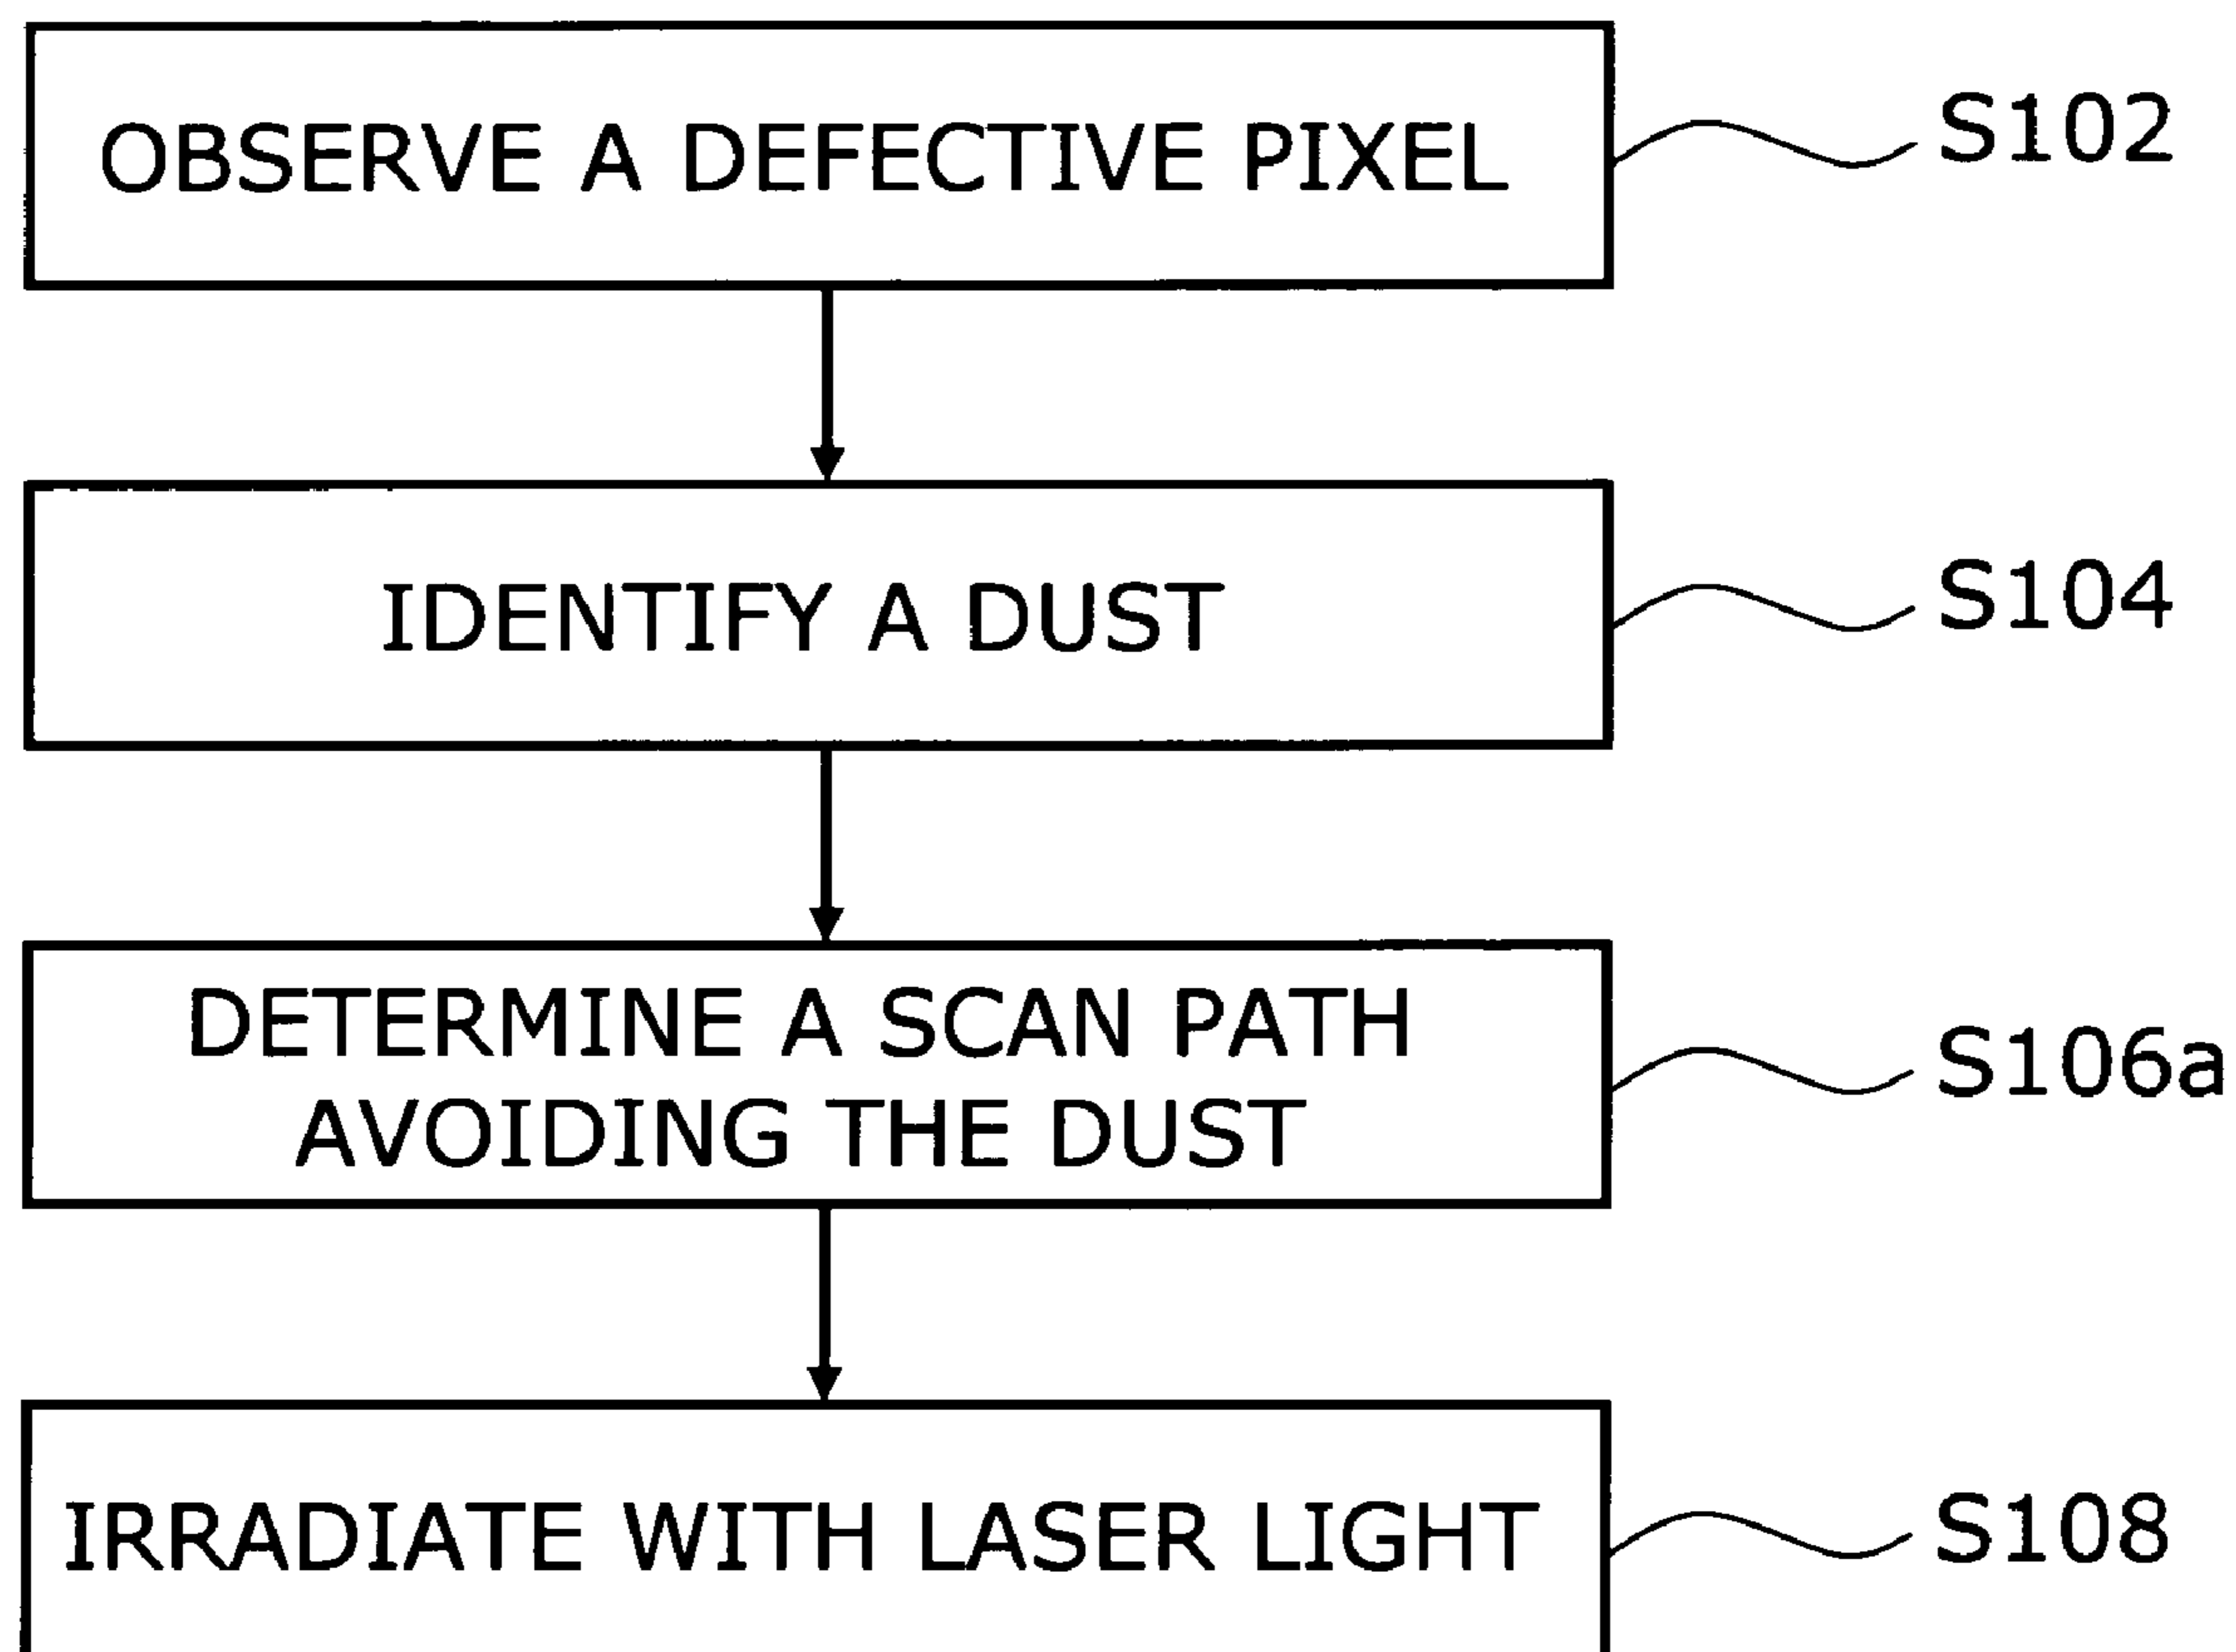 OBSERVE A DEFECTIVE PIXEL
S102
IDENTIFY A DUST
S104
DETERMINE A SCAN PATH
AVOIDING THE DUST
S106a
IRRADIATE WITH LASER LIGHT
S108